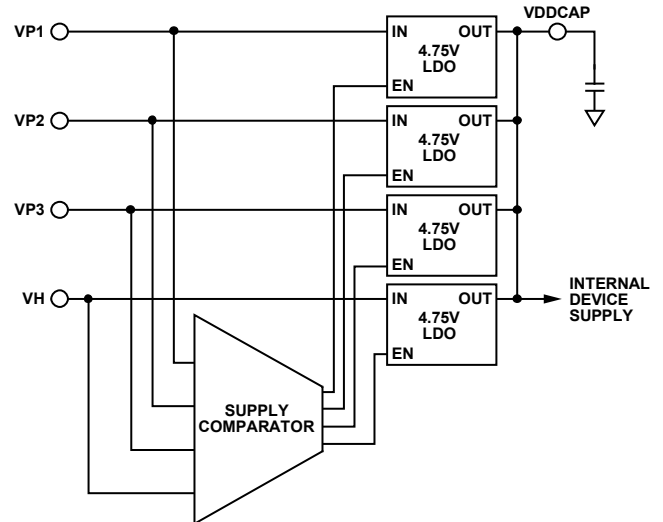 VDDCAP
VP1
IN
OUT
4.75V
LDO
EN
VP2
IN
OUT
4.75V
LDO
EN
VP3
IN
OUT
4.75V
LDO
EN
VH
IN
OUT
4.75V
LDO
EN
INTERNAL
DEVICE
SUPPLY
SUPPLY
COMPARATOR